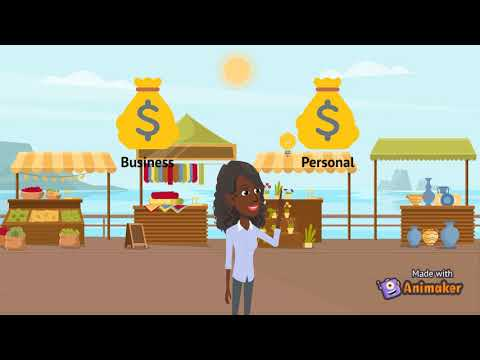 $
$
Business
Personal
Made with
Animaker